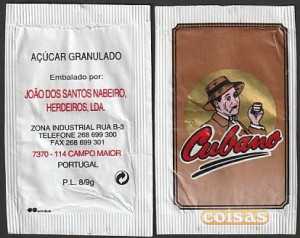 AÇÚCAR GRANULADO
Embalado por:
JOÃO DOS SANTOS NABEIRO,
HERDEIROS, LDA.
ZONA INDUSTRIAL RUA B-3
TELEFONE 268 699 300
FAX 268 699 301
7370 - 114 CAMPO MAIOR
PORTUGAL
P.L. 8/9g
Cubano
coisas